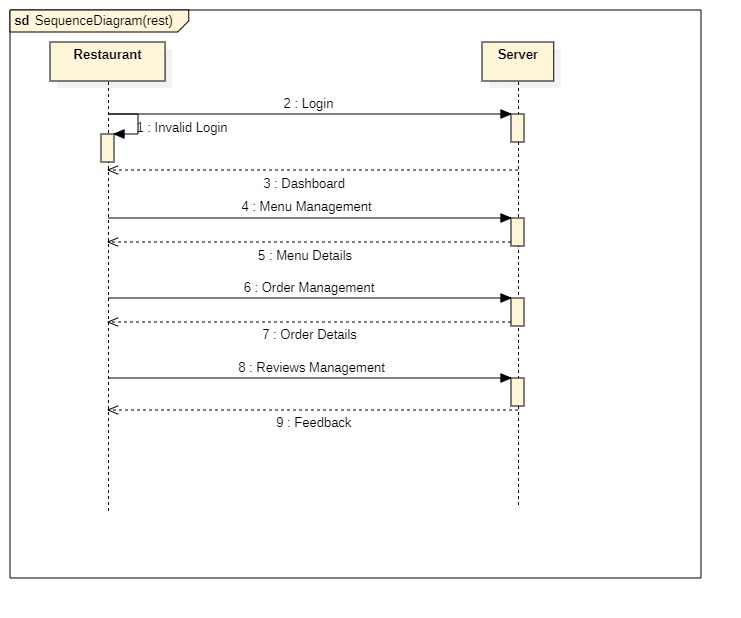 sd SequenceDiagram(rest)
Restaurant
Server
2 : Login
1 : Invalid Login
3 : Dashboard
4 : Menu Management
5 : Menu Details
6 : Order Management
7 : Order Details
8 : Reviews Management
9 : Feedback